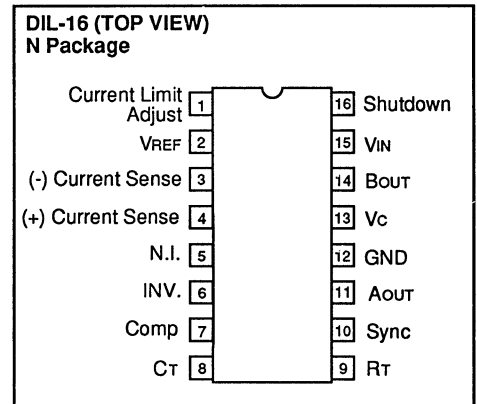 DIL-16 (TOP VIEW)
N Package
Current Limit Adjust 1
VREF 2
(-) Current Sense 3
(+) Current Sense 4
N.I. 5
INV. 6
Comp 7
CT 8
16 Shutdown
15 VIN
14 BOUT
13 VC
12 GND
11 AOUT
10 Sync
9 RT